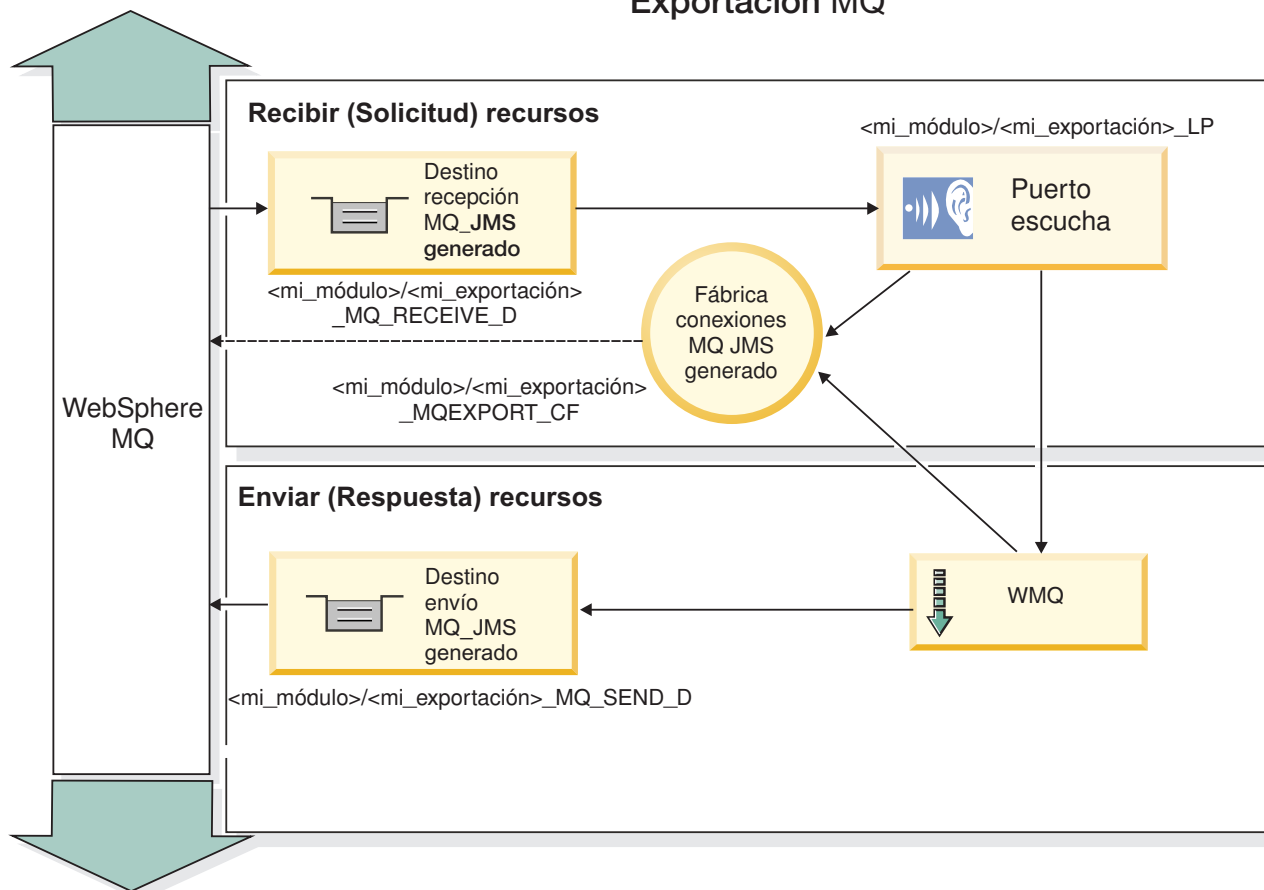 Exportación MQ
Recibir (Solicitud) recursos
<mi_módulo>/<mi_exportación>_LP
Destino
recepción
MQ_JMS
generado
Puerto
escucha
<mi_módulo>/<mi_exportación>
_MQ_RECEIVE_D
Fábrica
conexiones
MQ JMS
generado
<mi_módulo>/<mi_exportación>
_MQEXPORT_CF
WebSphere
MQ
Enviar (Respuesta) recursos
Destino
envío
MQ_JMS
generado
WMQ
<mi_módulo>/<mi_exportación>_MQ_SEND_D